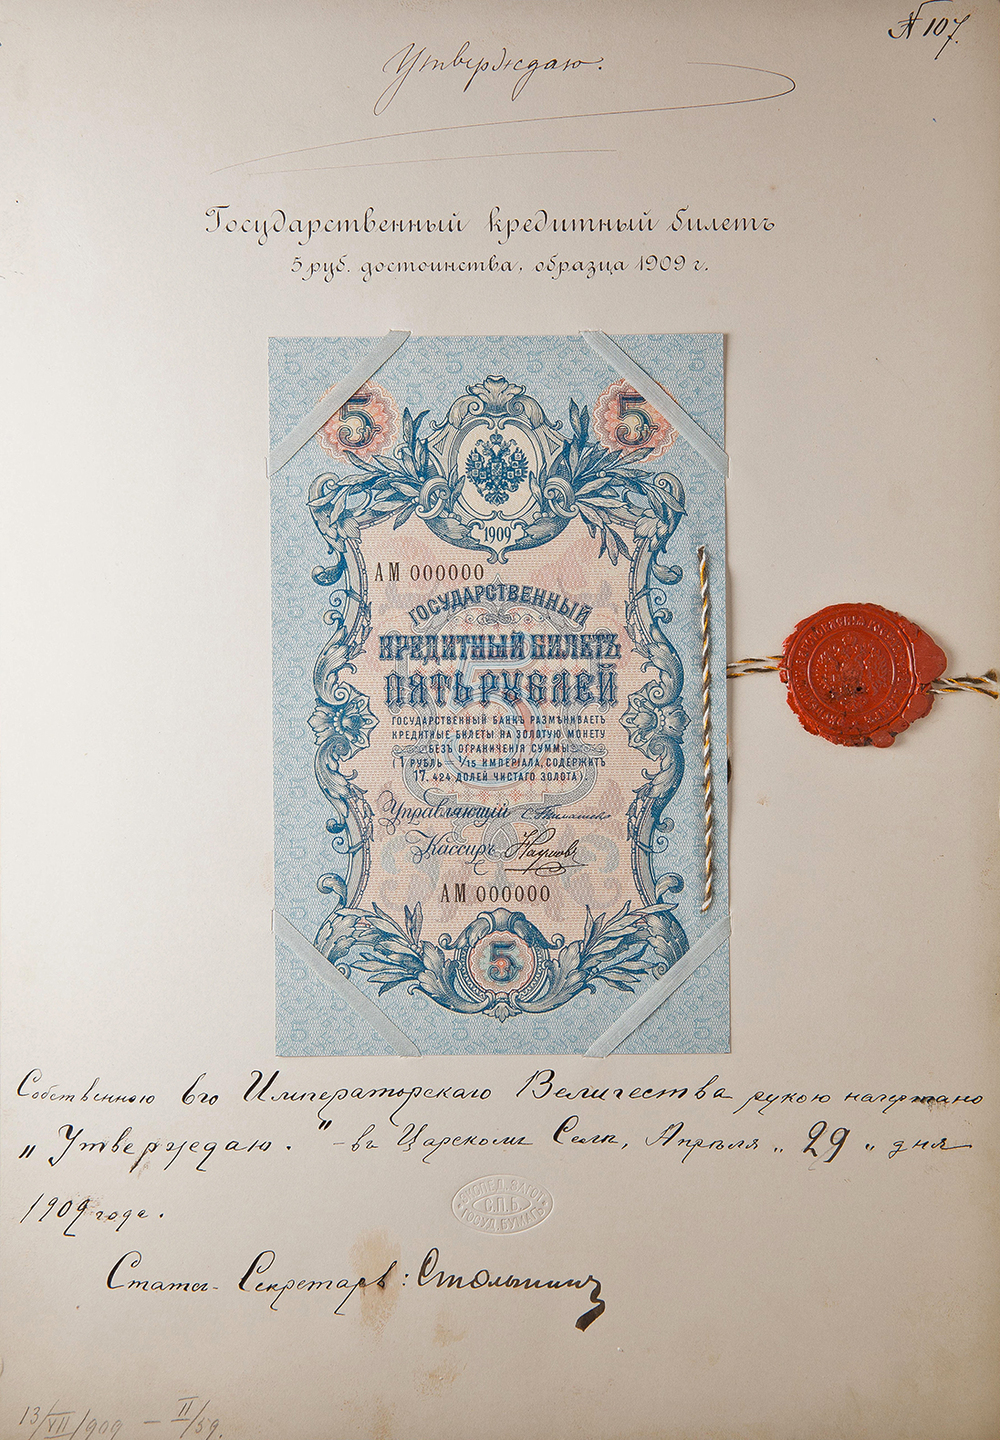 № 107.
Утверждаю.
Государственный кредитный билетъ
5 руб. достоинства, образца 1909 г.
5 5
1909
АМ 000000
ГОСУДАРСТВЕННЫЙ
КРЕДИТНЫЙ БИЛЕТЪ
ПЯТЬ РУБЛЕЙ
ГОСУДАРСТВЕННЫЙ БАНКЪ РАЗМѢНИВАЕТЪ
КРЕДИТНЫЕ БИЛЕТЫ НА ЗОЛОТУЮ МОНЕТУ
БЕЗЪ ОГРАНИЧЕНІЯ СУММЫ
(1 РУБЛЬ = 1/15 ИМПЕРІАЛА, СОДЕРЖИТЪ
17,424 ДОЛЕЙ ЧИСТАГО ЗОЛОТА).
Управляющій С. Тимашевъ
Кассиръ Наумовъ
АМ 000000
5
Собственною Его Императорскаго Величества рукою начертано
„Утверждаю." – въ Царскомъ Селѣ, Апрѣля „29" дня
1909 года.
ЭКСПЕД. ЗАГОТ.
С.П.Б.
ГОСУД. БУМАГЪ
Статсъ-Секретарь: Столыпинъ
13/XII/909 – II/59.